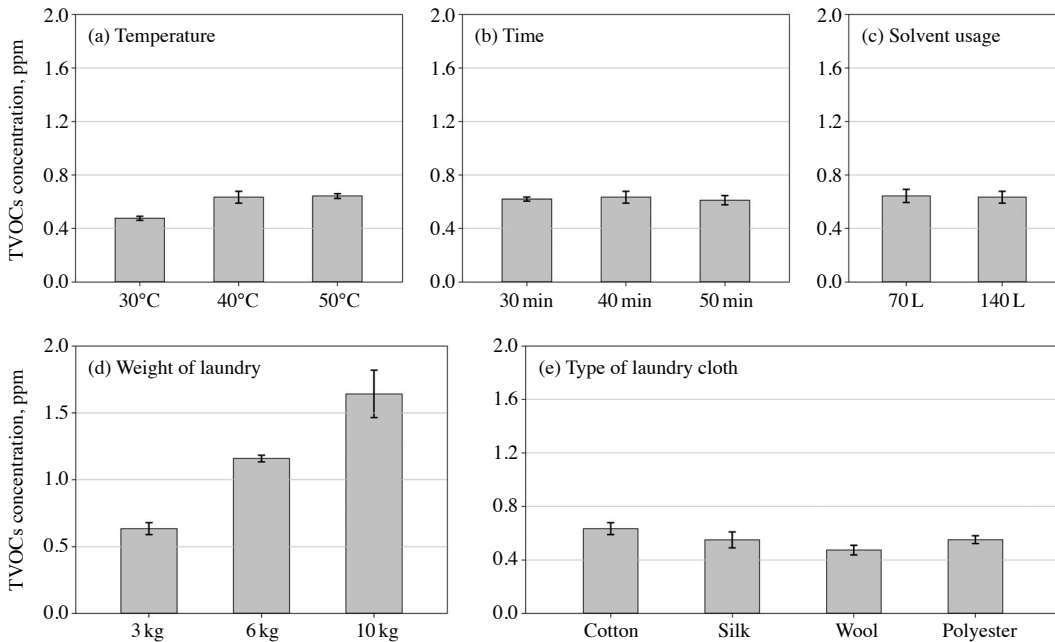 TVOCs concentration, ppm
2.0
1.6
1.2
0.8
0.4
0.0
(a) Temperature
30°C 40°C 50°C
2.0
1.6
1.2
0.8
0.4
0.0
(b) Time
30 min 40 min 50 min
2.0
1.6
1.2
0.8
0.4
0.0
(c) Solvent usage
70 L 140 L
TVOCs concentration, ppm
2.0
1.5
1.0
0.5
0.0
(d) Weight of laundry
3 kg 6 kg 10 kg
2.0
1.6
1.2
0.8
0.4
0.0
(e) Type of laundry cloth
Cotton Silk Wool Polyester